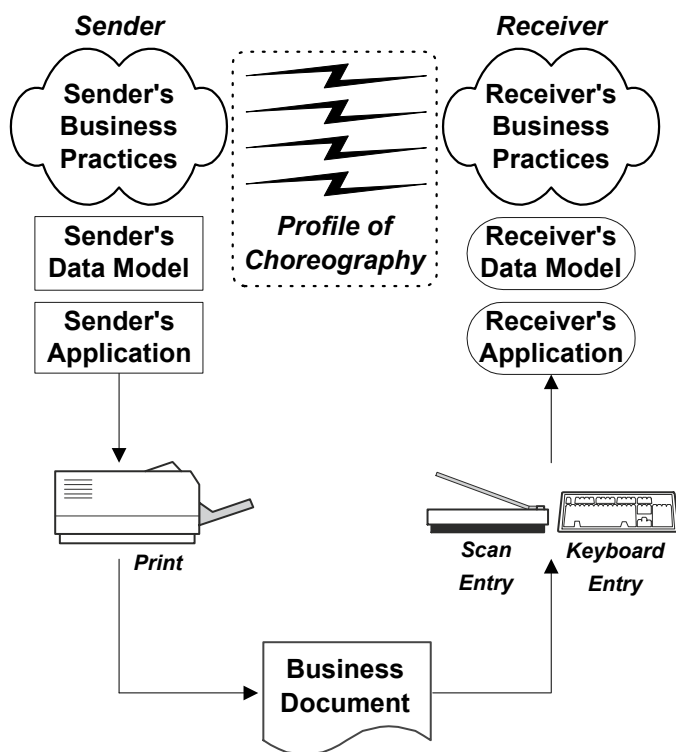 Sender
Receiver
Sender's
Business
Practices
Receiver's
Business
Practices
Profile of
Choreography
Sender's
Data Model
Receiver's
Data Model
Sender's
Application
Receiver's
Application
Print
Scan
Entry
Keyboard
Entry
Business
Document